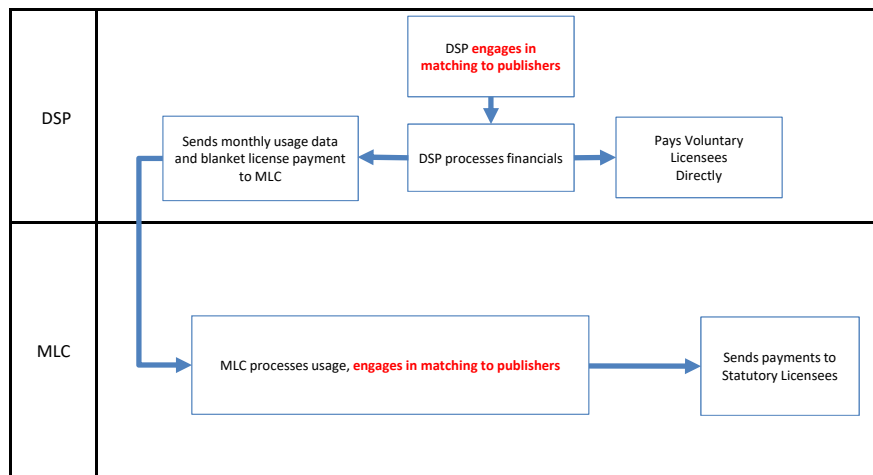 DSP
DSP engages in
matching to publishers
Sends monthly usage data
and blanket license payment
to MLC
DSP processes financials
Pays Voluntary
Licensees
Directly
MLC
MLC processes usage, engages in matching to publishers
Sends payments to
Statutory Licensees